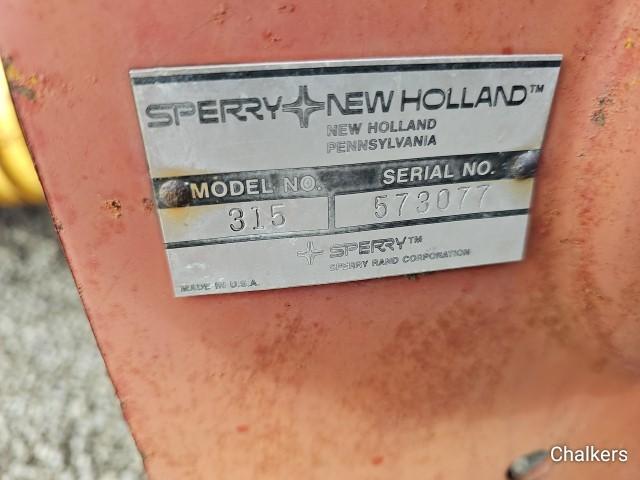 SPERRY NEW HOLLAND™
NEW HOLLAND
PENNSYLVANIA
MODEL NO. SERIAL NO.
315 573077
SPERRY™
SPERRY RAND CORPORATION
MADE IN U.S.A.
Chalkers